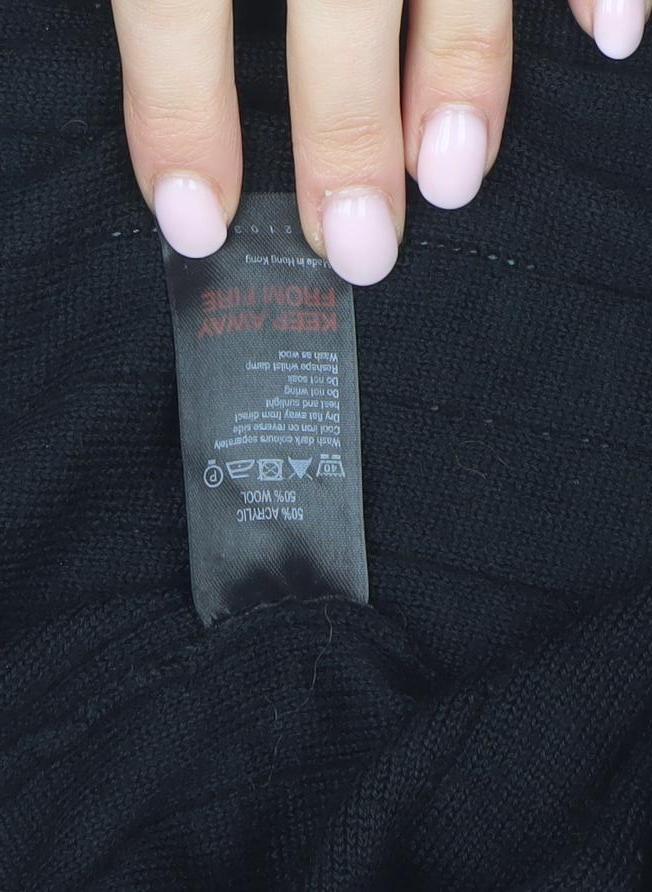 50% ACRYLIC
50% WOOL
40 P
Wash dark colours separately
Cool iron on reverse side
Dry flat away from direct
heat and sunlight
Do not wring
Do not soak
Reshape whilst damp
Wash as wool
KEEP AWAY
FROM FIRE
Made in Hong Kong